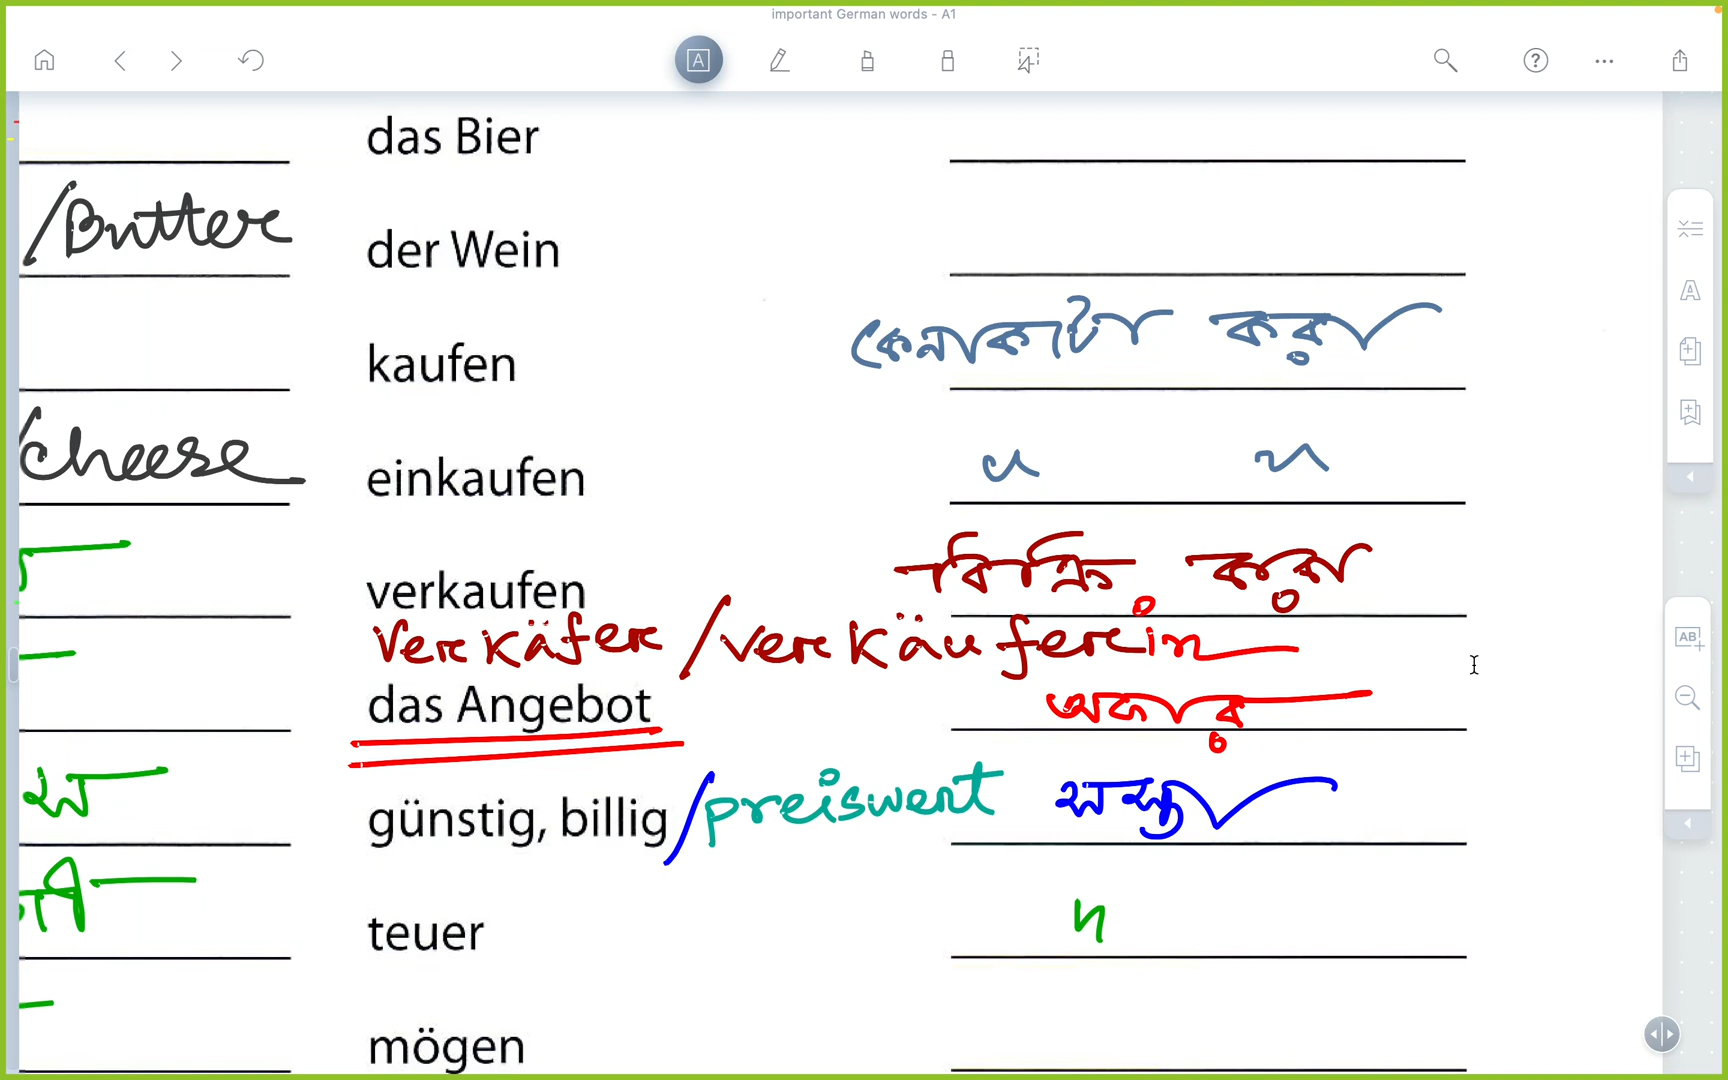 important German words - A1
das Bier
/Butter
der Wein
কেনাকাটা করা
kaufen
/cheese
einkaufen
" "
বিক্রি করা
verkaufen
Verkäfer / verkäuferin
das Angebot
অফার
günstig, billig / preiswert
সস্তা
teuer
mögen